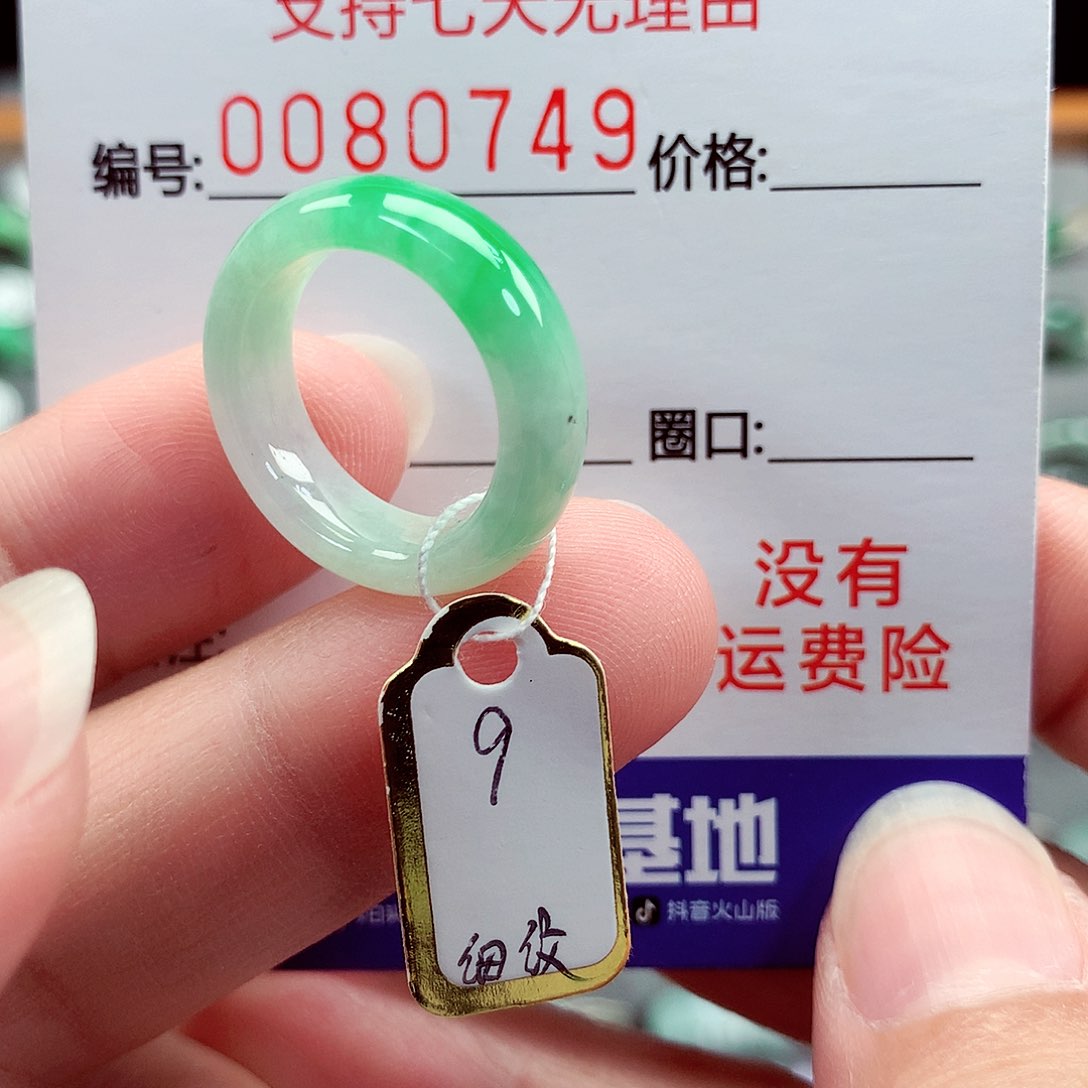 支持七天无理由
编号: 0080749 价格:
圈口:
没有
运费险
基地
抖音火山版
9
细纹